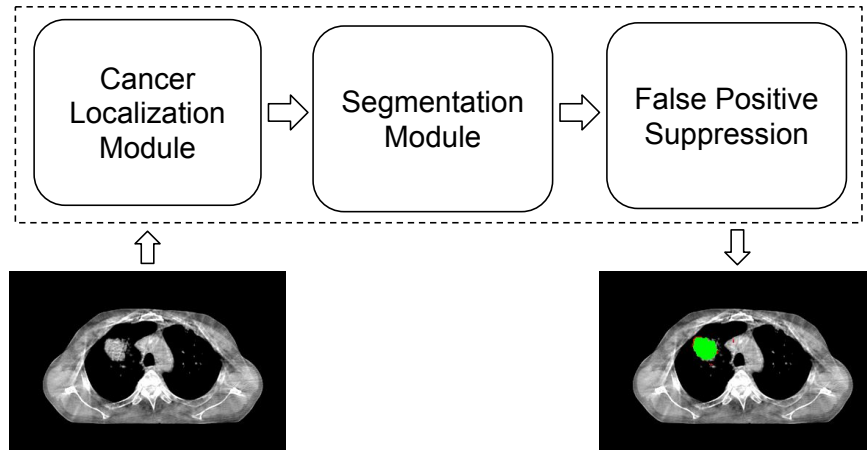 Cancer
Localization
Module
Segmentation
Module
False Positive
Suppression